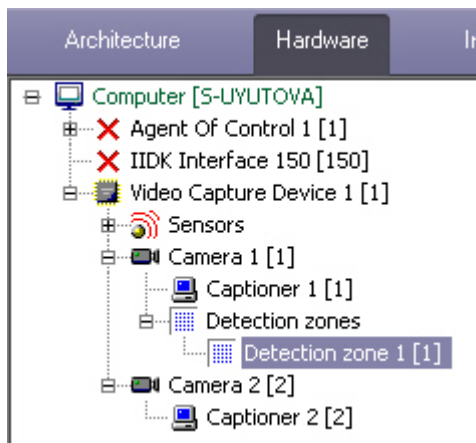 Architecture Hardware
Computer [S-UYUTOVA]
Agent Of Control 1 [1]
IIDK Interface 150 [150]
Video Capture Device 1 [1]
Sensors
Camera 1 [1]
Captioner 1 [1]
Detection zones
Detection zone 1 [1]
Camera 2 [2]
Captioner 2 [2]